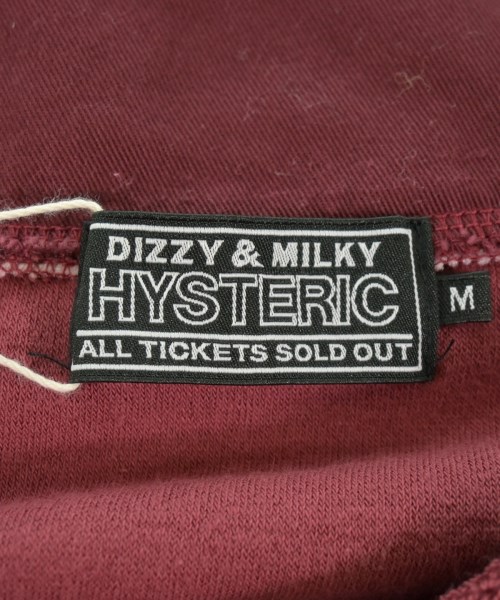 DIZZY & MILKY
HYSTERIC
ALL TICKETS SOLD OUT
M